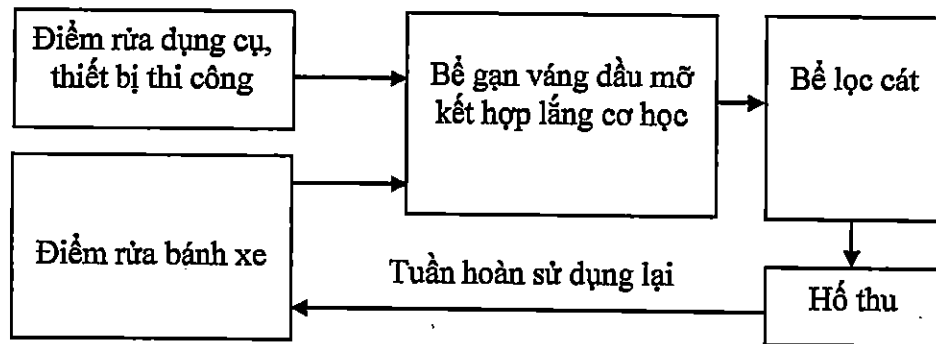 Điểm rửa dụng cụ,
thiết bị thi công
Bể gạn váng dầu mỡ
kết hợp lắng cơ học
Bể lọc cát
Điểm rửa bánh xe
Tuần hoàn sử dụng lại
Hố thu